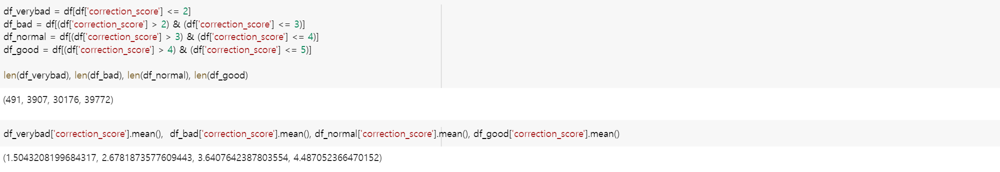 df_verybad = df[df['correction_score'] <= 2]
df_bad = df[(df['correction_score'] > 2) & (df['correction_score'] <= 3)]
df_normal = df[(df['correction_score'] > 3) & (df['correction_score'] <= 4)]
df_good = df[(df['correction_score'] > 4) & (df['correction_score'] <= 5)]
len(df_verybad), len(df_bad), len(df_normal), len(df_good)
(491, 3907, 30176, 39772)
df_verybad['correction_score'].mean(),  df_bad['correction_score'].mean(), df_normal['correction_score'].mean(), df_good['correction_score'].mean()
(1.5043208199684317, 2.6781873577609443, 3.6407642387803554, 4.487052366470152)